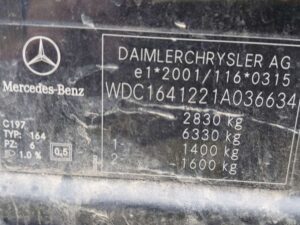 DAIMLERCHRYSLER AG
e1*2001/116*0315
Mercedes-Benz
WDC1641221A036634
2830 kg
6330 kg
1 - 1400 kg
2 - 1600 kg
C197
TYP: 164
PZ: 6
1.0 %
0,5